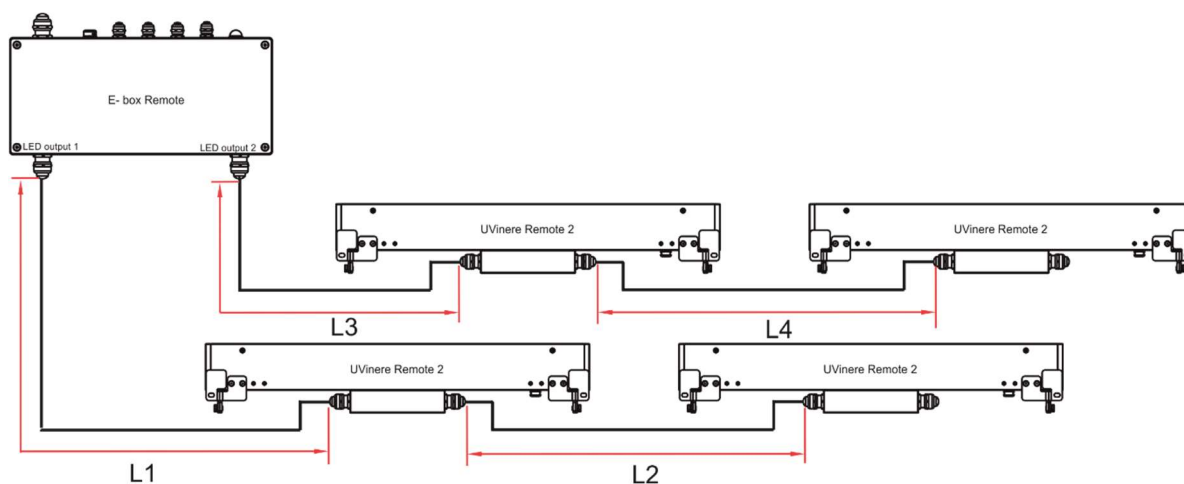 E- box Remote
LED output 1
LED output 2
UVinere Remote 2
UVinere Remote 2
L3
L4
UVinere Remote 2
UVinere Remote 2
L1
L2